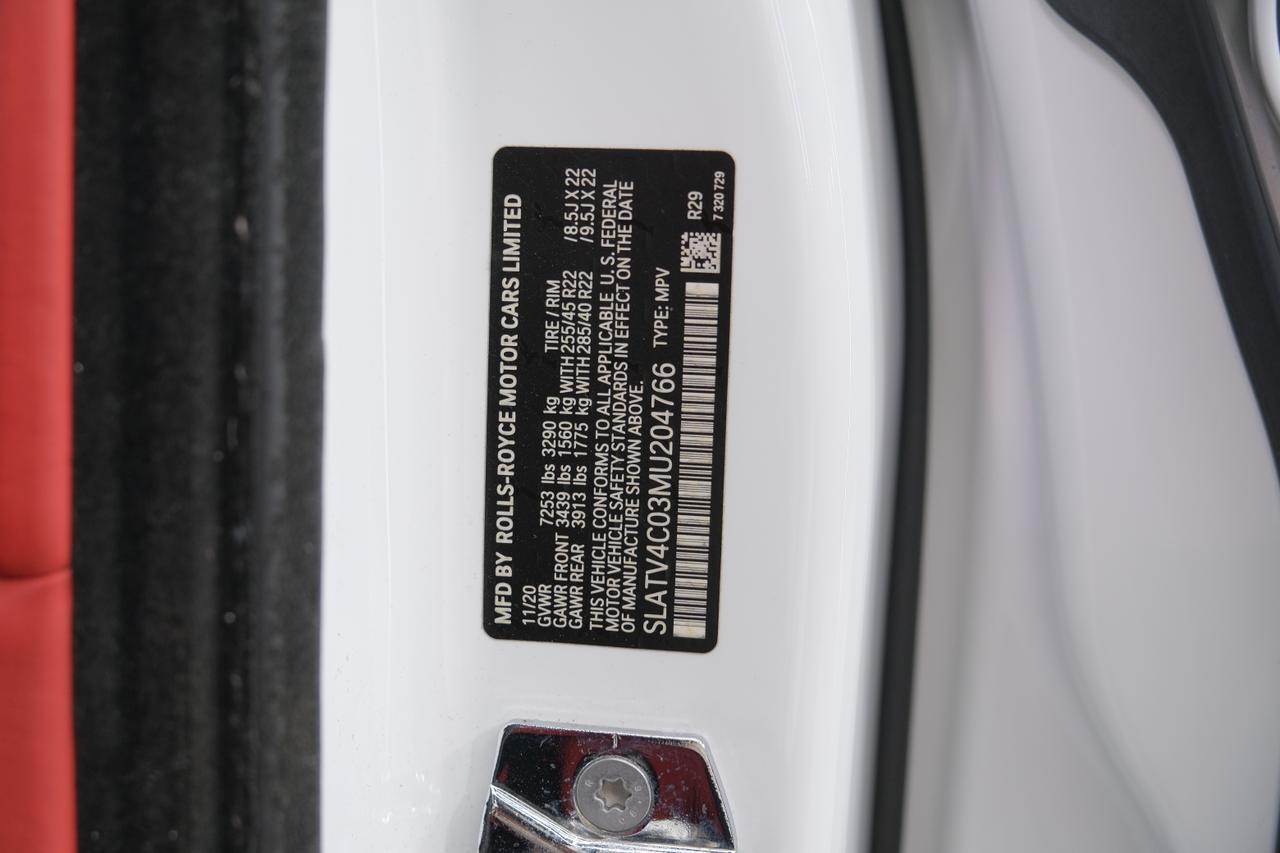 MFD BY ROLLS-ROYCE MOTOR CARS LIMITED
11/20
GVWR 7253 lbs 3290 kg TIRE / RIM
GAWR FRONT 3439 lbs 1560 kg WITH 255/45 R22 / 8.5J X 22
GAWR REAR 3913 lbs 1775 kg WITH 285/40 R22 / 9.5J X 22
THIS VEHICLE CONFORMS TO ALL APPLICABLE U. S. FEDERAL
MOTOR VEHICLE SAFETY STANDARDS IN EFFECT ON THE DATE
OF MANUFACTURE SHOWN ABOVE.
SLATV4C03MU204766 TYPE: MPV
R29
7 320 729